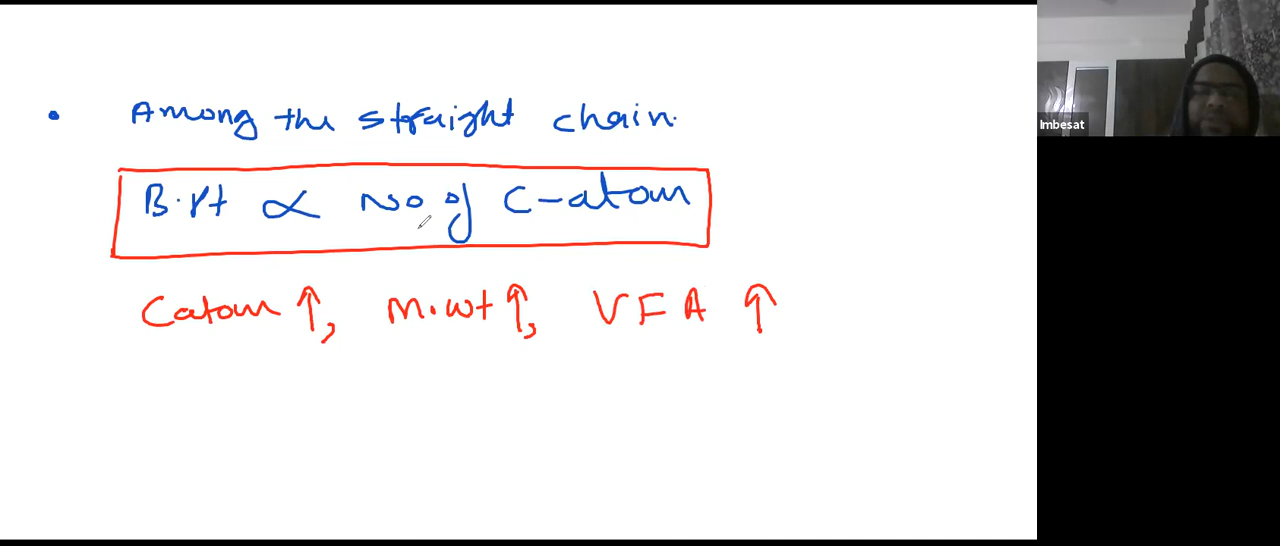 • Among the straight chain.
B.Pt ∝ No of C-atom
Catom ↑, M.wt ↑, VFA ↑
Imbesat